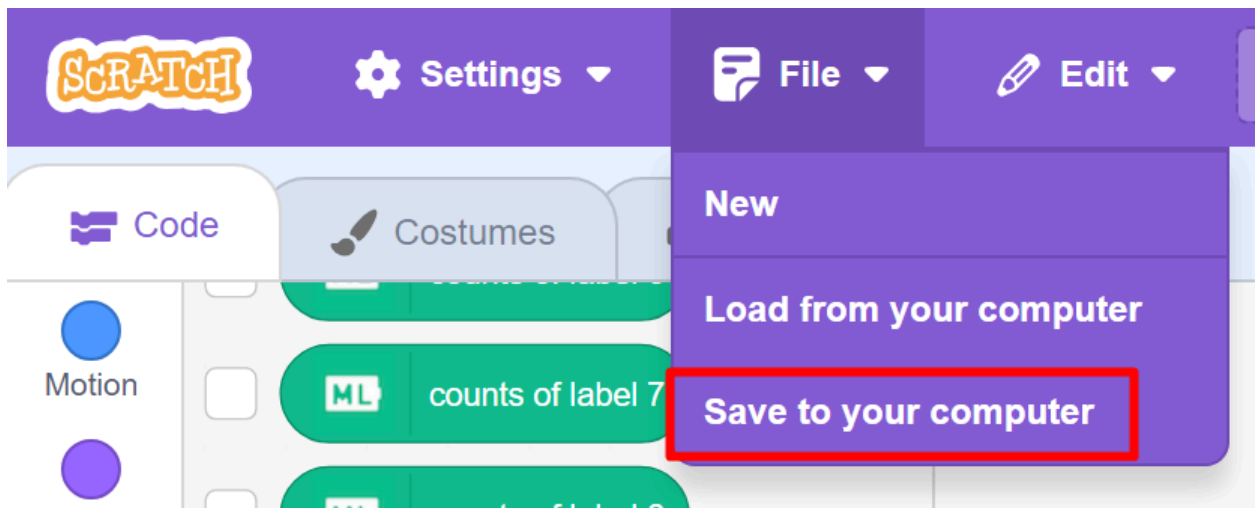 SCRATCH
Settings
File
Edit
Code
Costumes
New
Load from your computer
Save to your computer
Motion
ML
counts of label 7